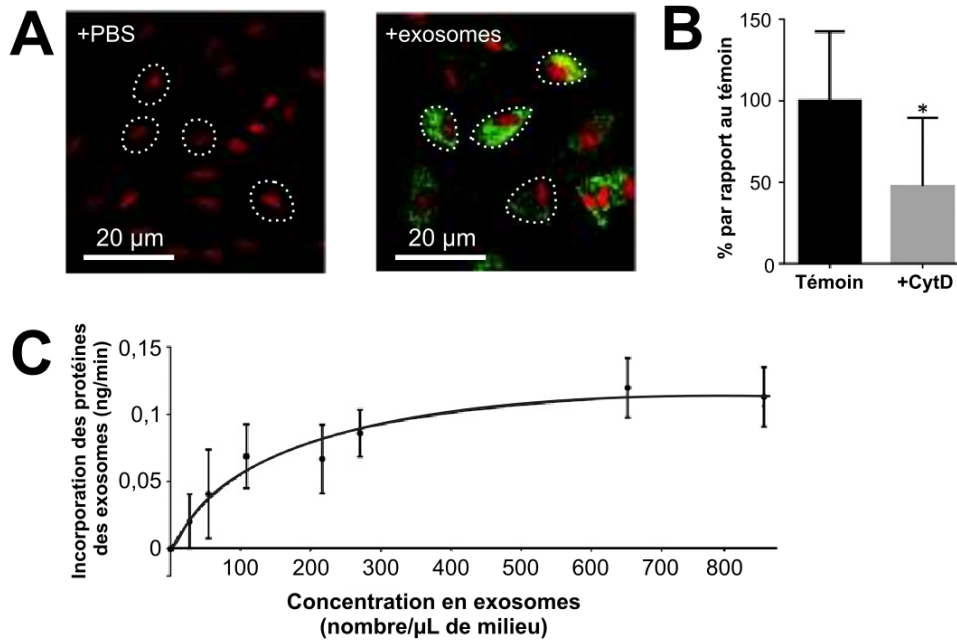 A
+PBS
20 µm
+exosomes
20 µm
B
% par rapport au témoin
150
100
50
0
*
Témoin
+CytD
C
Incorporation des protéines
des exosomes (ng/min)
0,15
0,1
0,05
0
100
200
300
400
500
600
700
800
Concentration en exosomes
(nombre/µL de milieu)